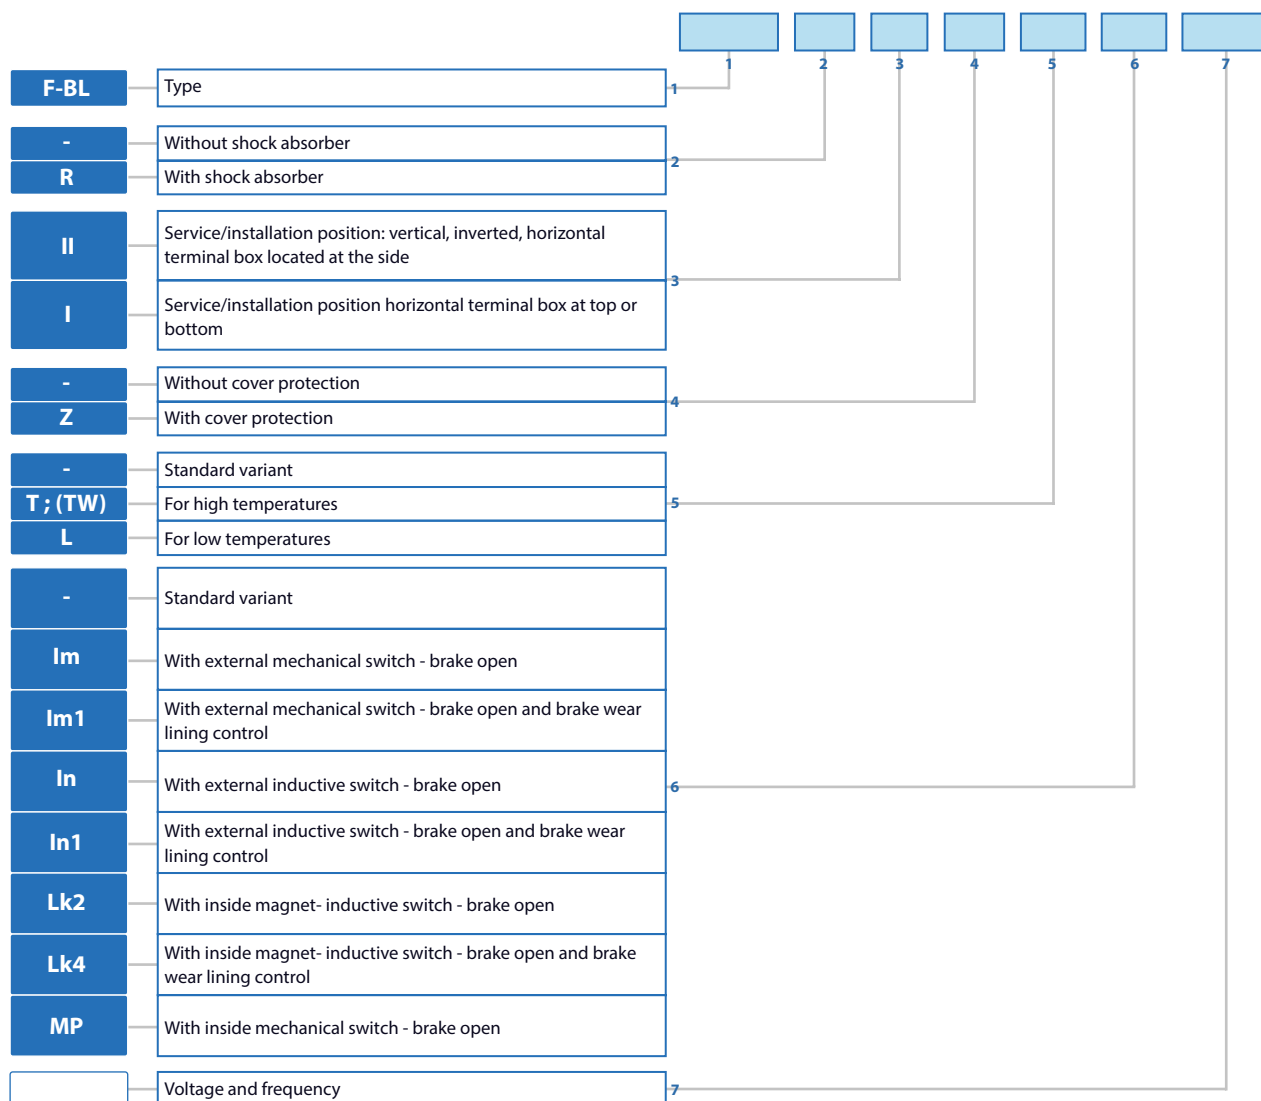 1 2 3 4 5 6 7
F-BL Type 1
- Without shock absorber
2
R With shock absorber
II Service/installation position: vertical, inverted, horizontal
terminal box located at the side
3
I Service/installation position horizontal terminal box at top or
bottom
- Without cover protection
4
Z With cover protection
- Standard variant
T ; (TW) For high temperatures 5
L For low temperatures
- Standard variant
Im With external mechanical switch - brake open
Im1 With external mechanical switch - brake open and brake wear
lining control
In With external inductive switch - brake open 6
In1 With external inductive switch - brake open and brake wear
lining control
Lk2 With inside magnet- inductive switch - brake open
Lk4 With inside magnet- inductive switch - brake open and brake
wear lining control
MP With inside mechanical switch - brake open
Voltage and frequency 7